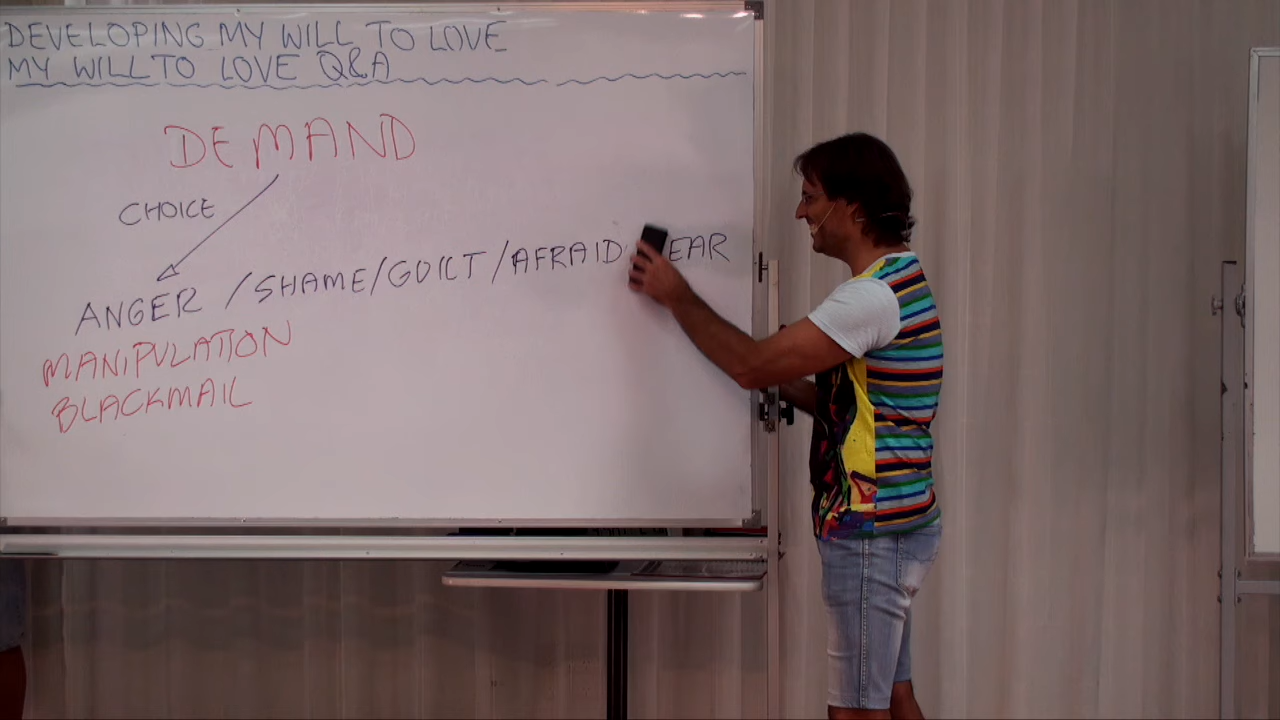 DEVELOPING MY WILL TO LOVE
MY WILL TO LOVE Q&A
DEMAND
CHOICE
ANGER /SHAME/GUILT/AFRAID EAR
MANIPULATION
BLACKMAIL